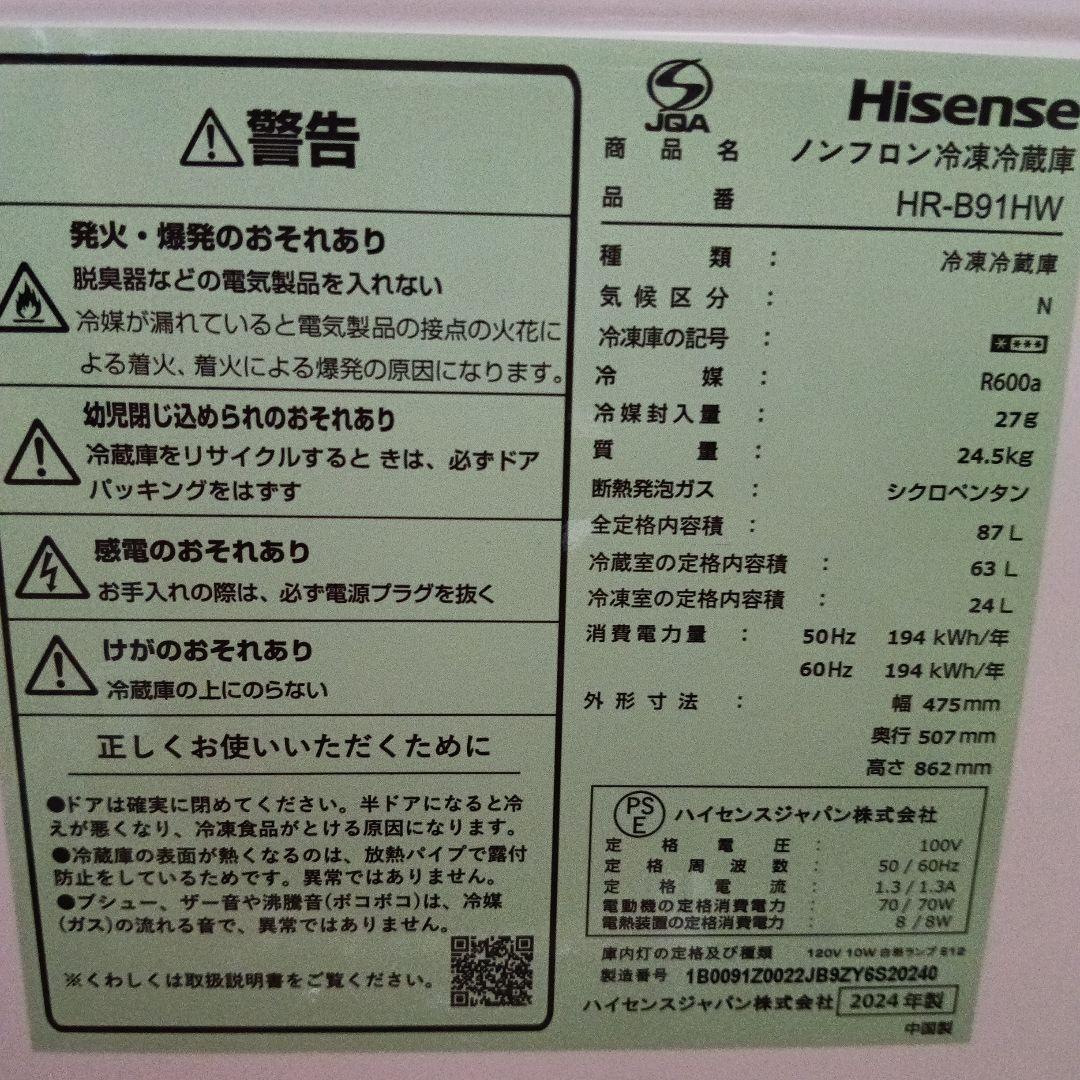 警告
発火・爆発のおそれあり
脱臭器などの電気製品を入れない
冷媒が漏れていると電気製品の接点の火花に
よる着火、着火による爆発の原因になります。
幼児閉じ込められのおそれあり
冷蔵庫をリサイクルすると きは、必ずドア
パッキングをはずす
感電のおそれあり
お手入れの際は、必ず電源プラグを抜く
けがのおそれあり
冷蔵庫の上にのらない
正しくお使いいただくために
●ドアは確実に閉めてください。半ドアになると冷
えが悪くなり、冷凍食品がとける原因になります。
●冷蔵庫の表面が熱くなるのは、放熱パイプで露付
防止をしているためです。異常ではありません。
●ブシュー、ザー音や沸騰音(ポコポコ)は、冷媒
(ガス)の流れる音で、異常ではありません。
※くわしくは取扱説明書をご覧ください。
JQA
Hisense
商品名 ノンフロン冷凍冷蔵庫
品番 HR-B91HW
種類： 冷凍冷蔵庫
気候区分： N
冷凍庫の記号： ****
冷媒： R600a
冷媒封入量： 27g
質量： 24.5kg
断熱発泡ガス： シクロペンタン
全定格内容積： 87 L
冷蔵室の定格内容積： 63 L
冷凍室の定格内容積： 24 L
消費電力量： 50Hz 194 kWh/年
60Hz 194 kWh/年
外形寸法： 幅 475mm
奥行 507mm
高さ 862mm
PS
E
ハイセンスジャパン株式会社
定格電圧： 100V
定格周波数： 50 / 60Hz
定格電流： 1.3 / 1.3A
電動機の定格消費電力： 70 / 70W
電熱装置の定格消費電力： 8 / 8W
庫内灯の定格及び種類 120V 10W 白熱ランプ E12
製造番号 1B0091Z0022JB9ZY6S20240
ハイセンスジャパン株式会社 2024 年製
中国製